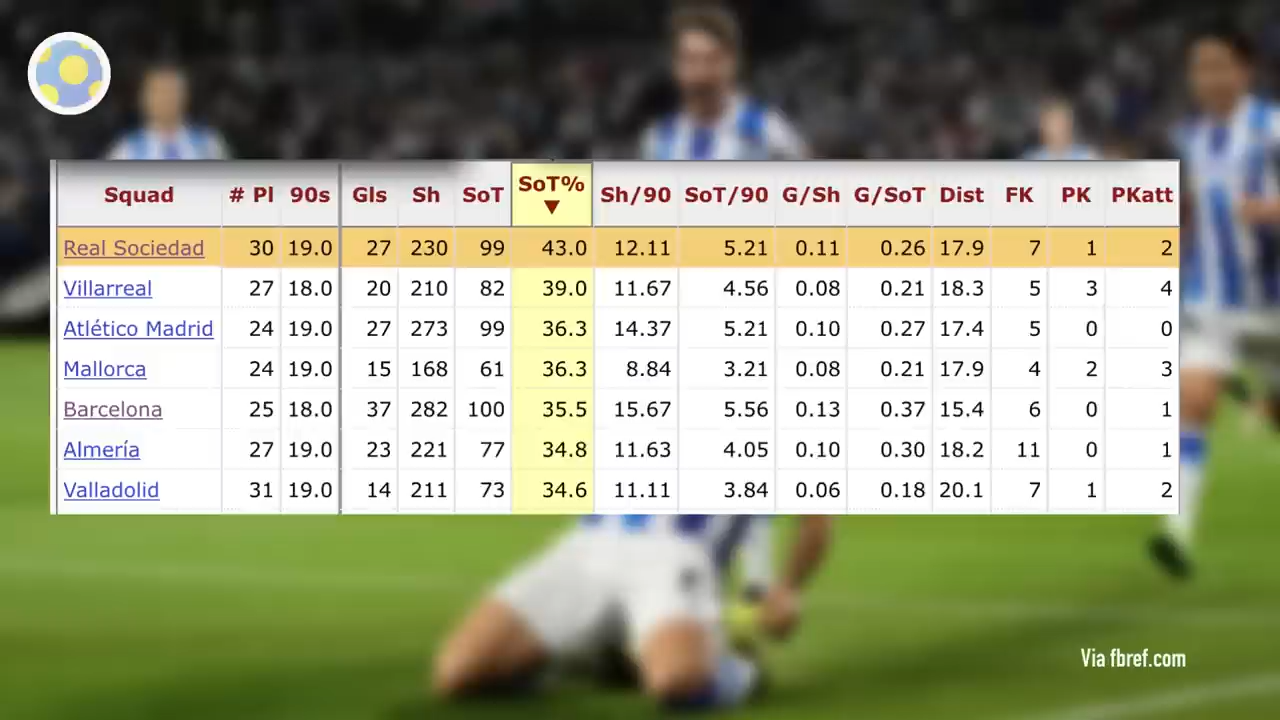 Squad # Pl 90s Gls Sh SoT SoT% ▼ Sh/90 SoT/90 G/Sh G/SoT Dist FK PK PKatt
Real Sociedad 30 19.0 27 230 99 43.0 12.11 5.21 0.11 0.26 17.9 7 1 2
Villarreal 27 18.0 20 210 82 39.0 11.67 4.56 0.08 0.21 18.3 5 3 4
Atlético Madrid 24 19.0 27 273 99 36.3 14.37 5.21 0.10 0.27 17.4 5 0 0
Mallorca 24 19.0 15 168 61 36.3 8.84 3.21 0.08 0.21 17.9 4 2 3
Barcelona 25 18.0 37 282 100 35.5 15.67 5.56 0.13 0.37 15.4 6 0 1
Almería 27 19.0 23 221 77 34.8 11.63 4.05 0.10 0.30 18.2 11 0 1
Valladolid 31 19.0 14 211 73 34.6 11.11 3.84 0.06 0.18 20.1 7 1 2
Via fbref.com